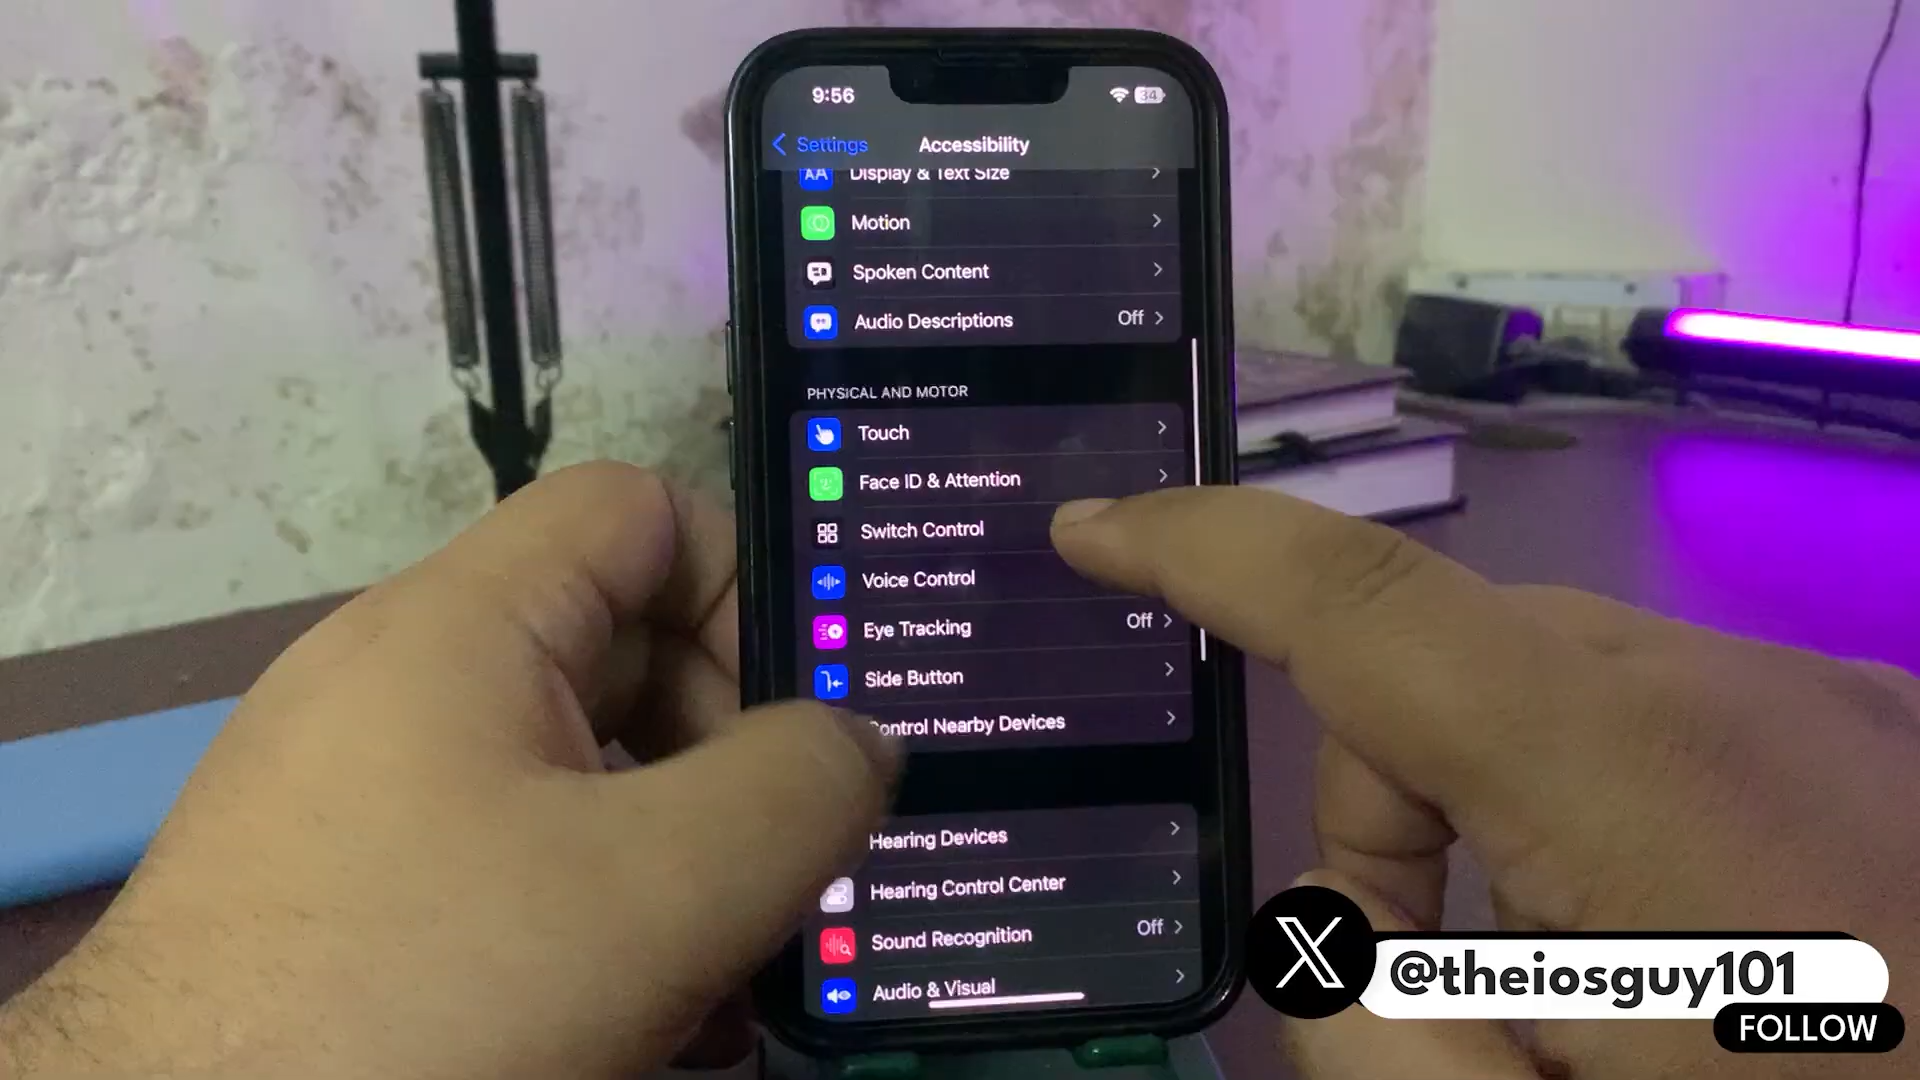 9:56
34
Settings
Accessibility
AA
Display & Text Size
Motion
Spoken Content
Audio Descriptions
Off
PHYSICAL AND MOTOR
Touch
Face ID & Attention
Switch Control
Voice Control
Eye Tracking
Off
Side Button
Control Nearby Devices
Hearing Devices
Hearing Control Center
Sound Recognition
Off
Audio & Visual
X
@theiosguy101
FOLLOW